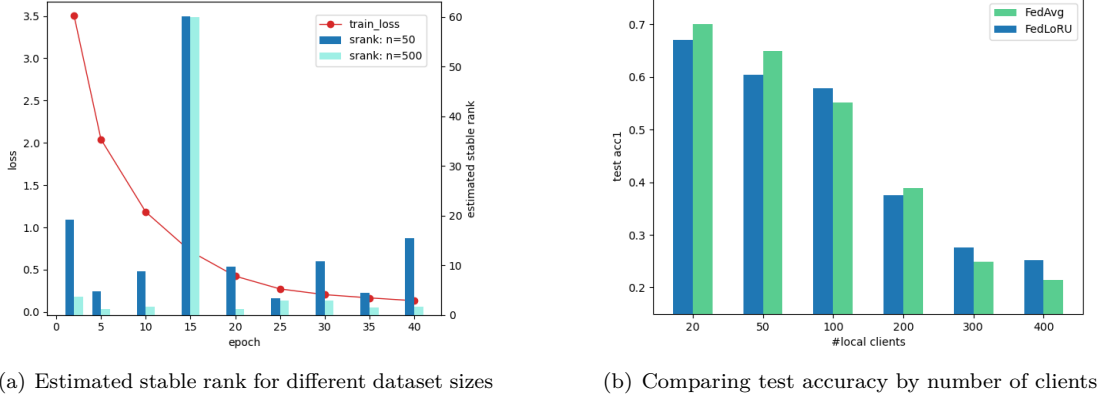 3.5
3.0
2.5
2.0
1.5
1.0
0.5
0.0
loss
train_loss
srank: n=50
srank: n=500
60
50
40
30
20
10
0
estimated stable rank
0 5 10 15 20 25 30 35 40
epoch
(a) Estimated stable rank for different dataset sizes
0.7
0.6
0.5
0.4
0.3
0.2
test acc1
FedAvg
FedLoRU
20 50 100 200 300 400
#local clients
(b) Comparing test accuracy by number of clients